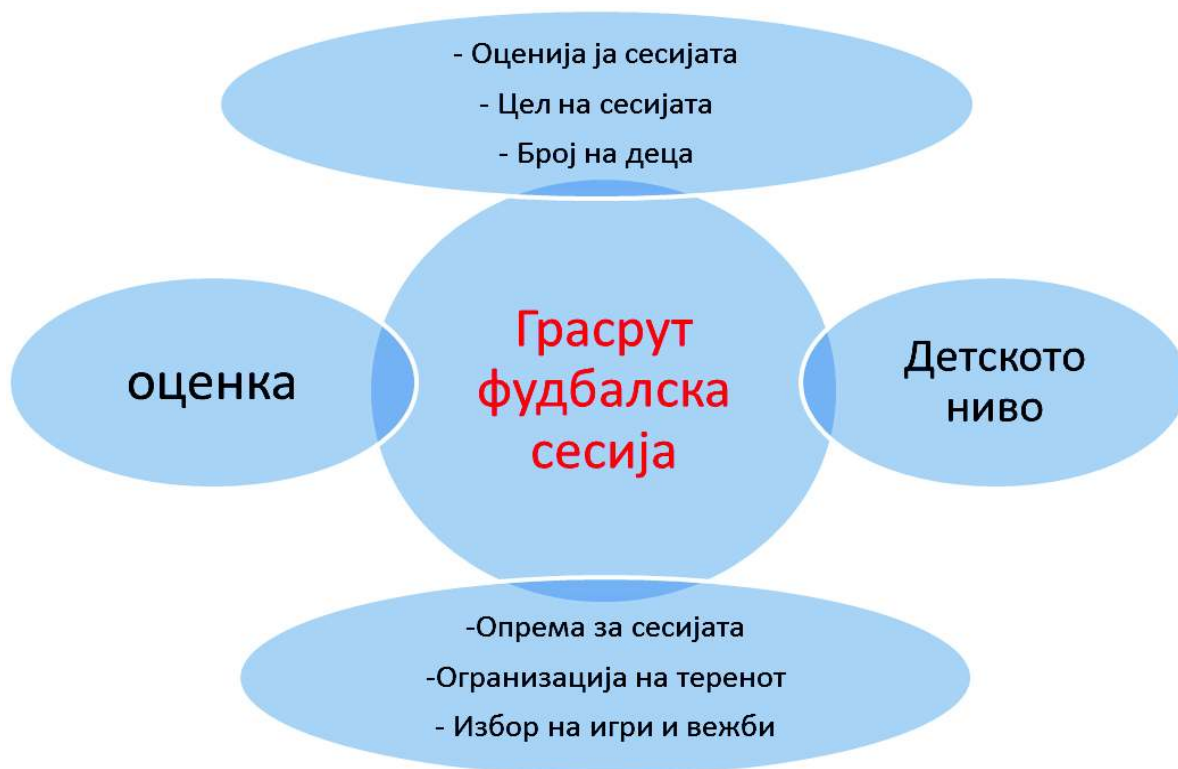 - Оценија ја сесијата
- Цел на сесијата
- Број на деца
оценка
Грасрут
фудбалска
сесија
Детското
ниво
-Опрема за сесијата
-Огранизација на теренот
- Избор на игри и вежби